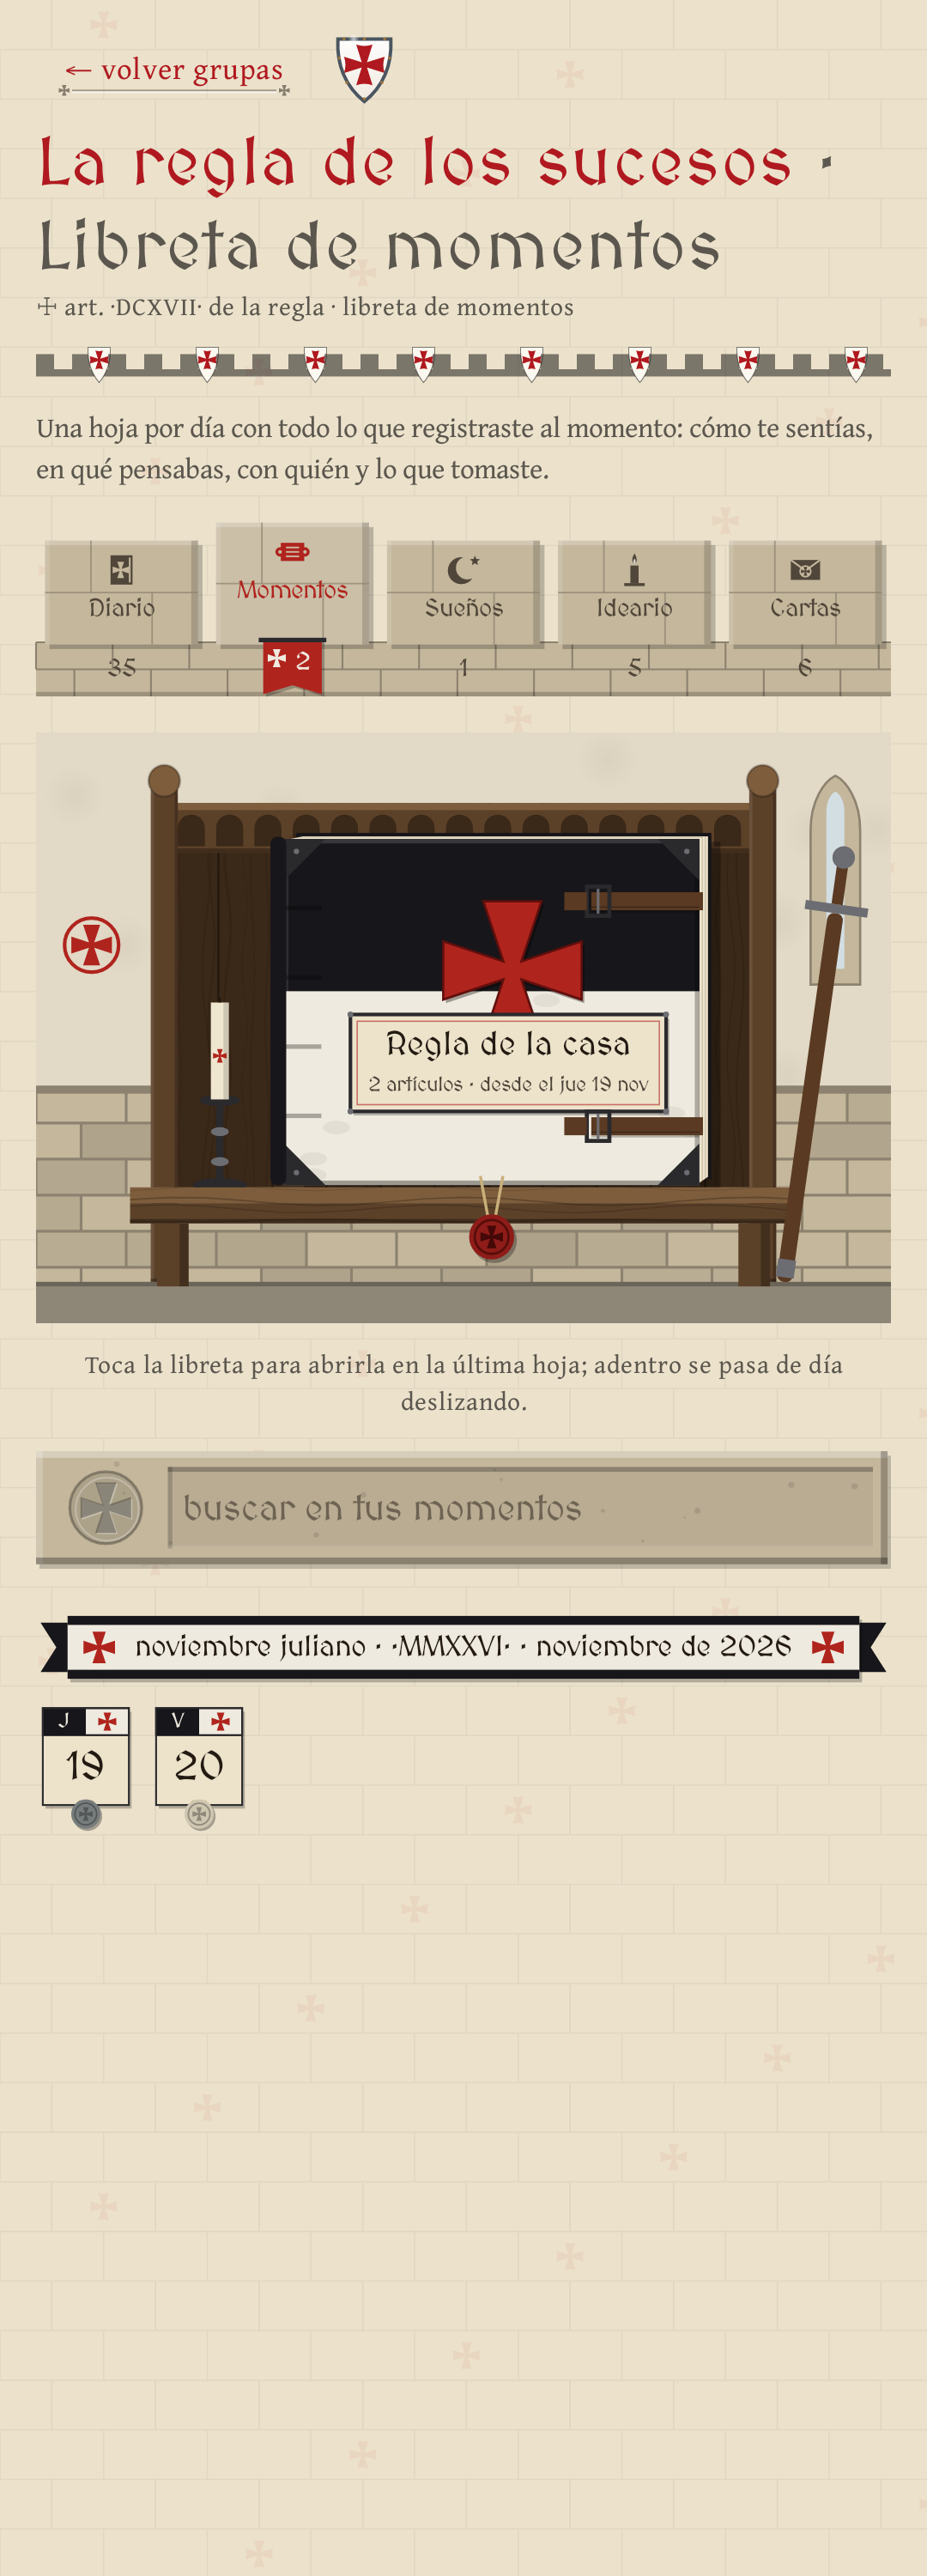 ← volver grupas
La regla de los sucesos ·
Libreta de momentos
☩ art. ·DCXVII· de la regla · libreta de momentos
Una hoja por día con todo lo que registraste al momento: cómo te sentías,
en qué pensabas, con quién y lo que tomaste.
Diario
Momentos
Sueños
Ideario
Cartas
35
2
1
5
6
Regla de la casa
2 artículos · desde el jue 19 nov
Toca la libreta para abrirla en la última hoja; adentro se pasa de día
deslizando.
buscar en tus momentos
noviembre juliano · ·MMXXVI· · noviembre de 2026
J
V
19
20